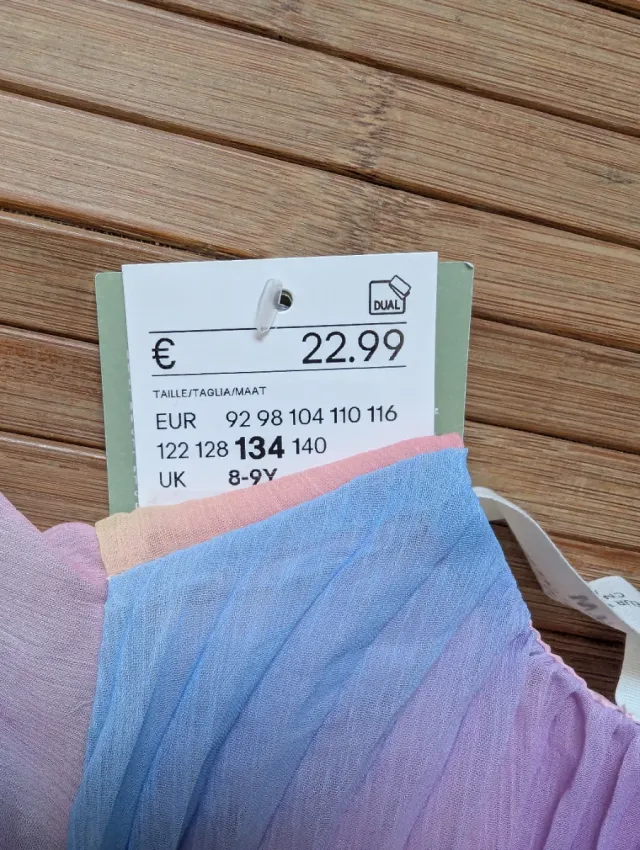 DUAL
€ 22.99
TAILLE/TAGLIA/MAAT
EUR 92 98 104 110 116
122 128 134 140
UK 8-9Y